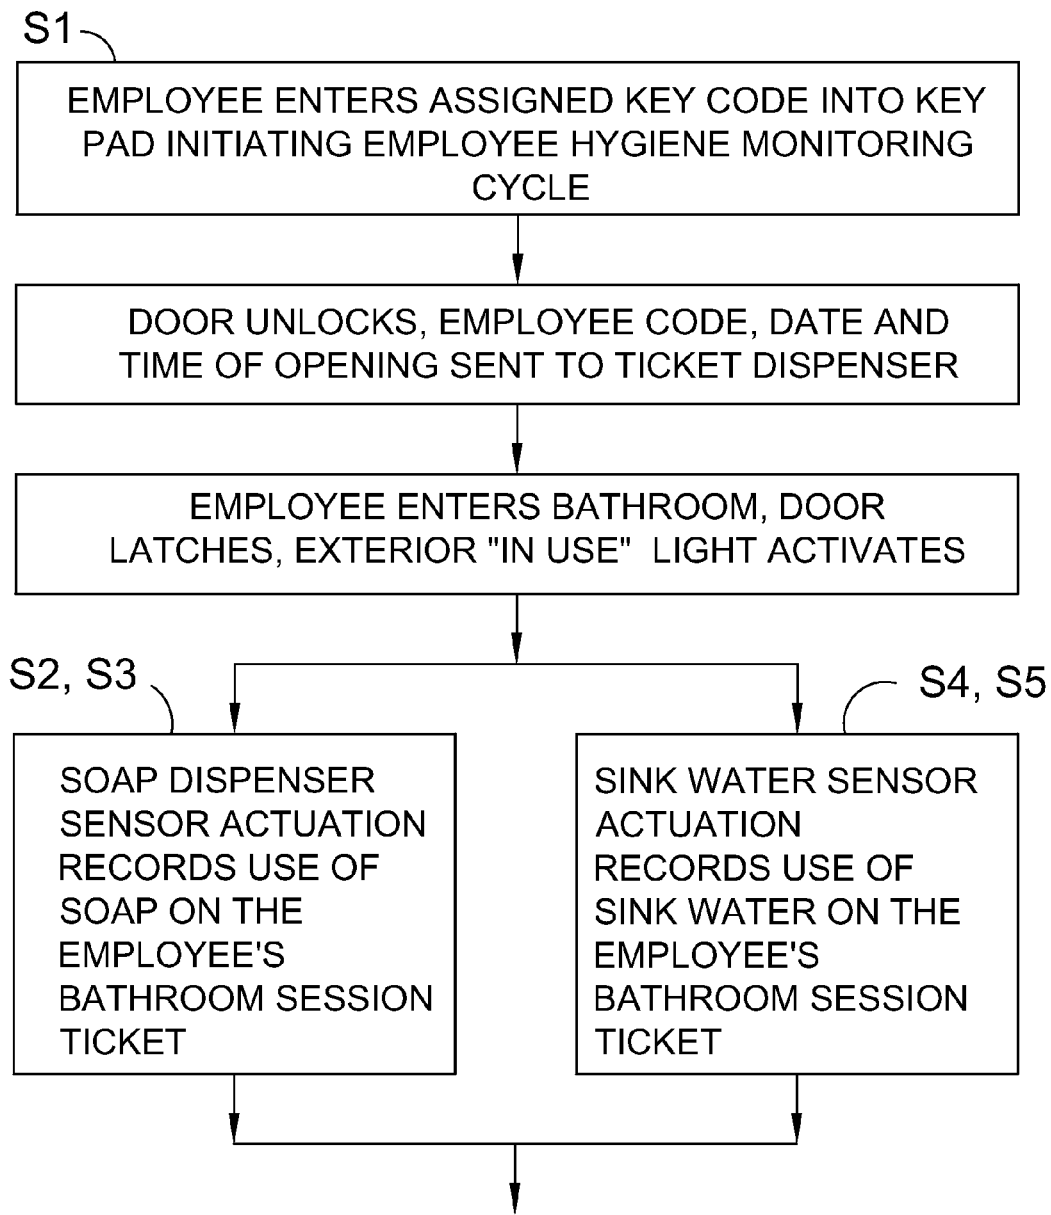 S1
EMPLOYEE ENTERS ASSIGNED KEY CODE INTO KEY
PAD INITIATING EMPLOYEE HYGIENE MONITORING
CYCLE
DOOR UNLOCKS, EMPLOYEE CODE, DATE AND
TIME OF OPENING SENT TO TICKET DISPENSER
EMPLOYEE ENTERS BATHROOM, DOOR
LATCHES, EXTERIOR "IN USE" LIGHT ACTIVATES
S2, S3
SOAP DISPENSER
SENSOR ACTUATION
RECORDS USE OF
SOAP ON THE
EMPLOYEE'S
BATHROOM SESSION
TICKET
S4, S5
SINK WATER SENSOR
ACTUATION
RECORDS USE OF
SINK WATER ON THE
EMPLOYEE'S
BATHROOM SESSION
TICKET